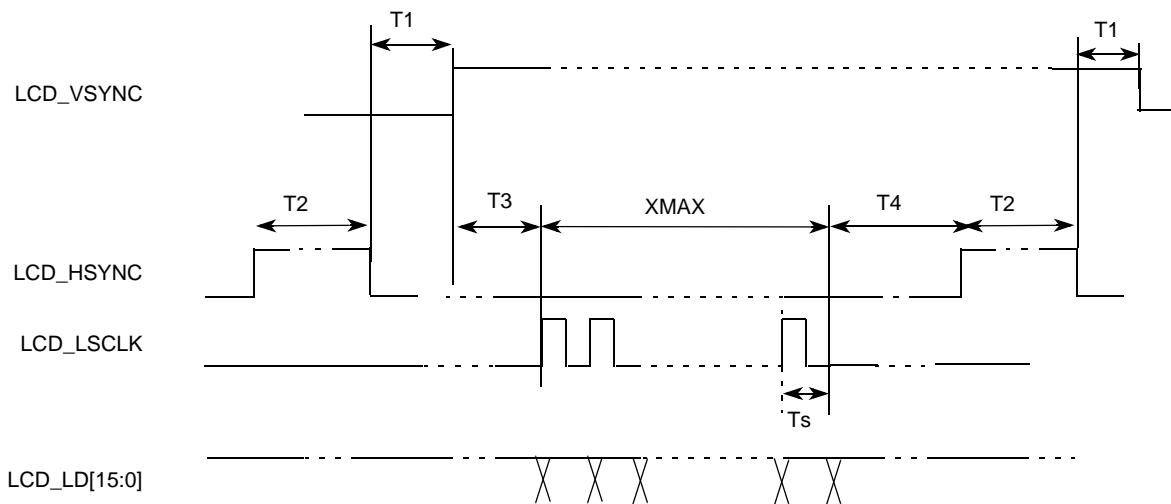 T1
T1
LCD_VSYNC
T2
T3
XMAX
T4
T2
LCD_HSYNC
LCD_LSCLK
Ts
LCD_LD[15:0]